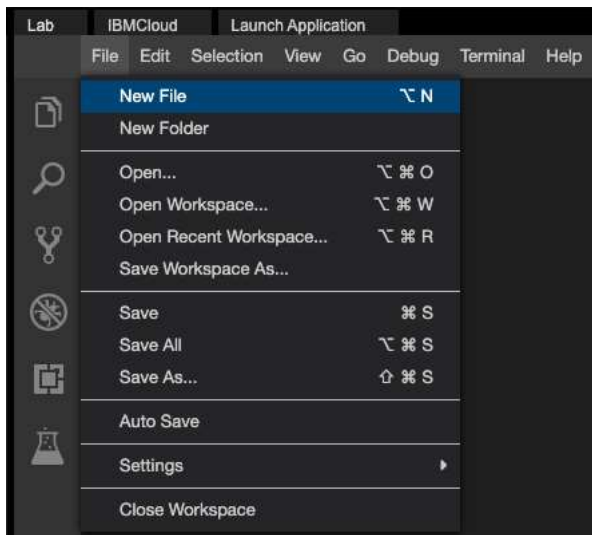 Lab IBMCloud Launch Application
File Edit Selection View Go Debug Terminal Help
New File ⌥ N
New Folder
Open... ⌥ ⌘ O
Open Workspace... ⌥ ⌘ W
Open Recent Workspace... ⌥ ⌘ R
Save Workspace As...
Save ⌘ S
Save All ⌥ ⌘ S
Save As... ⇧ ⌘ S
Auto Save
Settings
Close Workspace